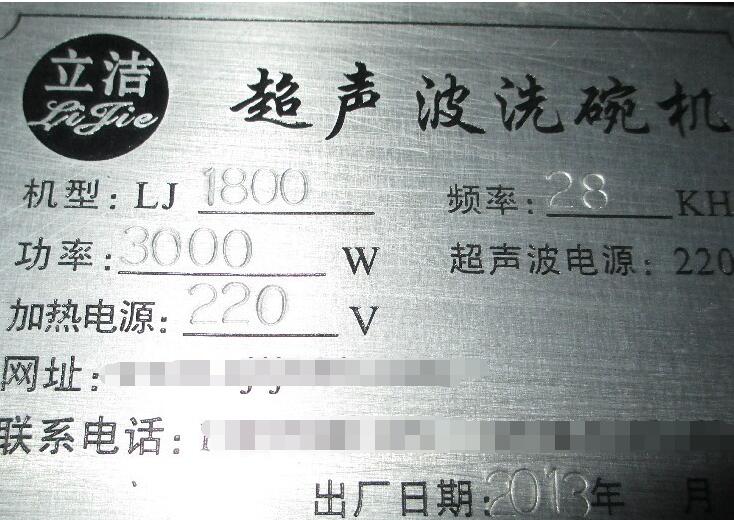 立洁
LiJie
超声波洗碗机
机型：LJ 1800 频率：28 KH
功率：3000 W 超声波电源：220
加热电源：220 V
网址：
联系电话：
出厂日期：2013年 月